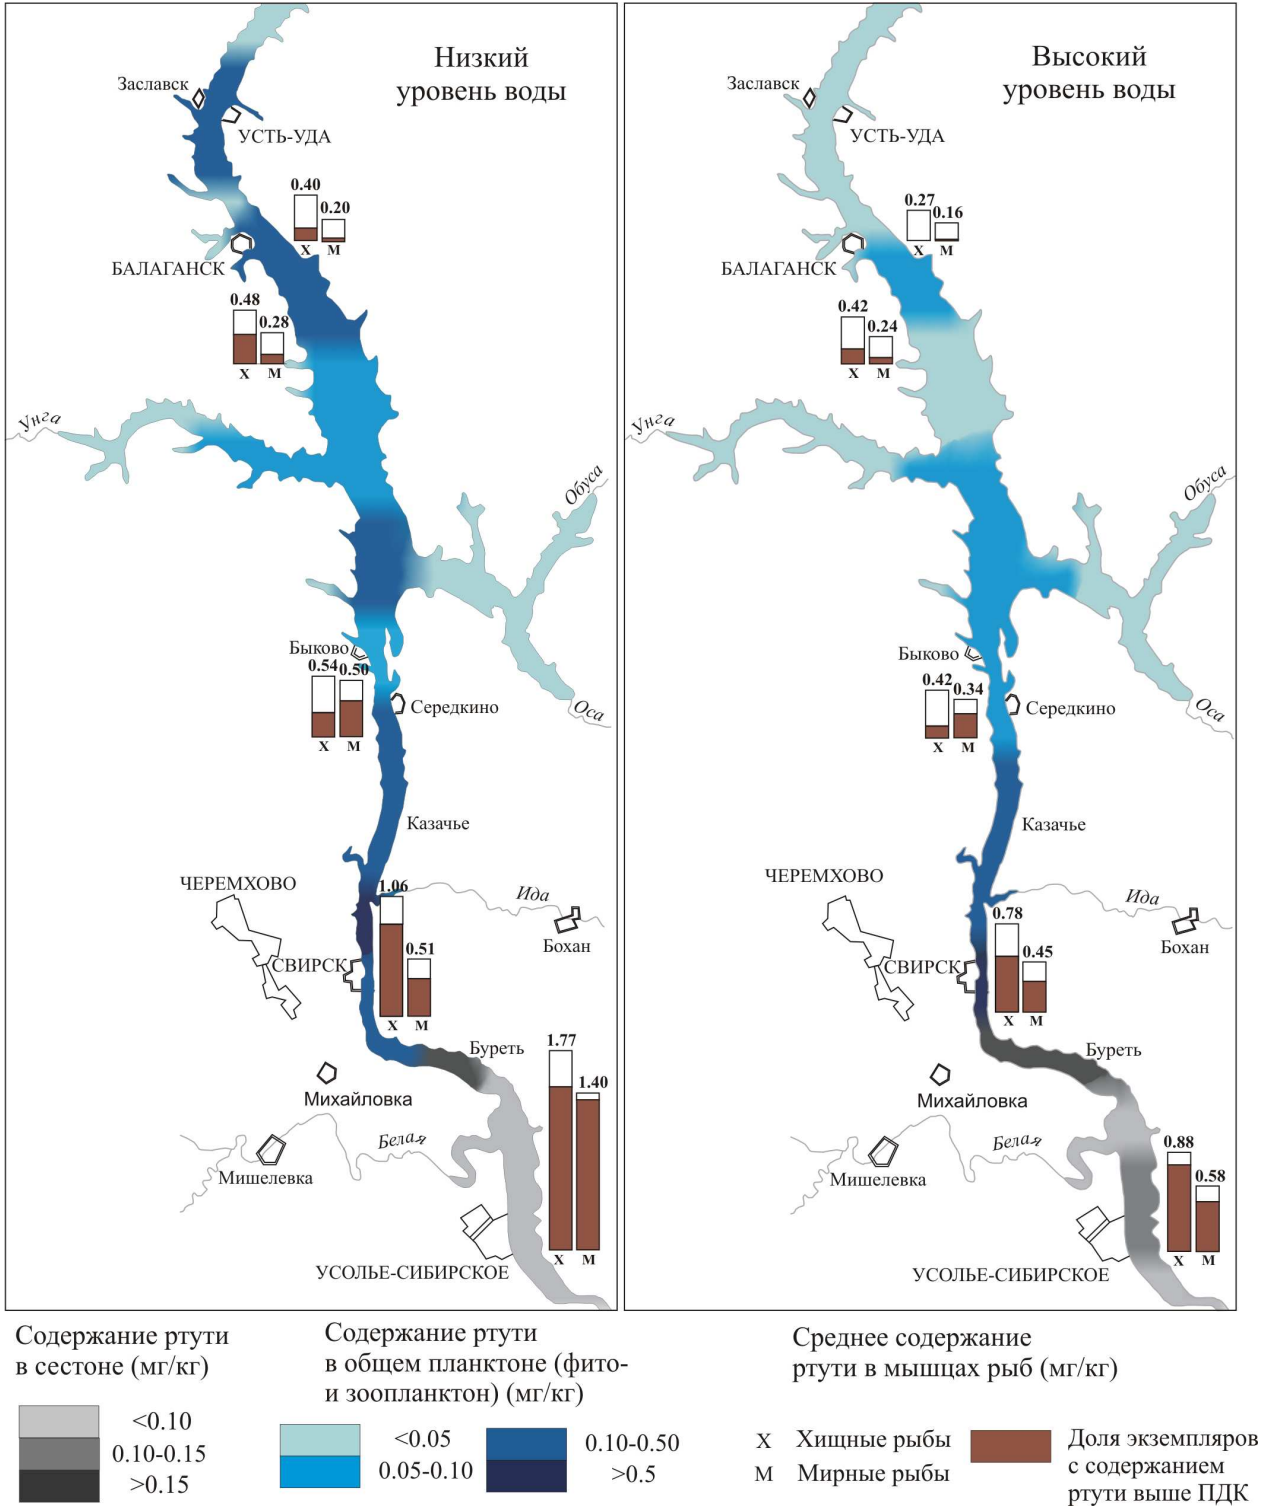 Низкий
уровень воды
Заславск
УСТЬ-УДА
0.40
0.20
Х
М
БАЛАГАНСК
0.48
0.28
Х
М
Унга
Обуса
Быково
0.54
0.50
Х
М
Середкино
Оса
Казачье
ЧЕРЕМХОВО
1.06
Ида
Бохан
0.51
СВИРСК
Х
М
Буреть
1.77
1.40
Михайловка
Белая
Мишелевка
Х
М
УСОЛЬЕ-СИБИРСКОЕ
Высокий
уровень воды
Заславск
УСТЬ-УДА
0.27
0.16
Х
М
БАЛАГАНСК
0.42
0.24
Х
М
Унга
Обуса
Быково
0.42
0.34
Х
М
Середкино
Оса
Казачье
ЧЕРЕМХОВО
Ида
0.78
Бохан
0.45
СВИРСК
Х
М
Буреть
Михайловка
Белая
0.88
0.58
Мишелевка
Х
М
УСОЛЬЕ-СИБИРСКОЕ
Содержание ртути
в сестоне (мг/кг)
<0.10
0.10-0.15
>0.15
Содержание ртути
в общем планктоне (фито-
и зоопланктон) (мг/кг)
<0.05
0.05-0.10
0.10-0.50
>0.5
Среднее содержание
ртути в мышцах рыб (мг/кг)
Х Хищные рыбы
М Мирные рыбы
Доля экземпляров
с содержанием
ртути выше ПДК